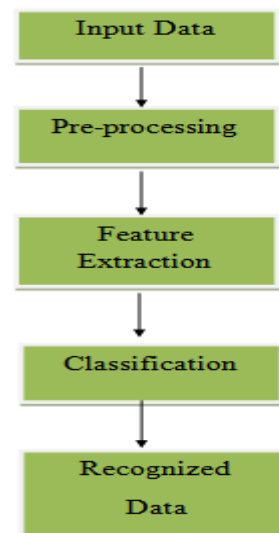 Input Data
Pre-processing
Feature
Extraction
Classification
Recognized
Data